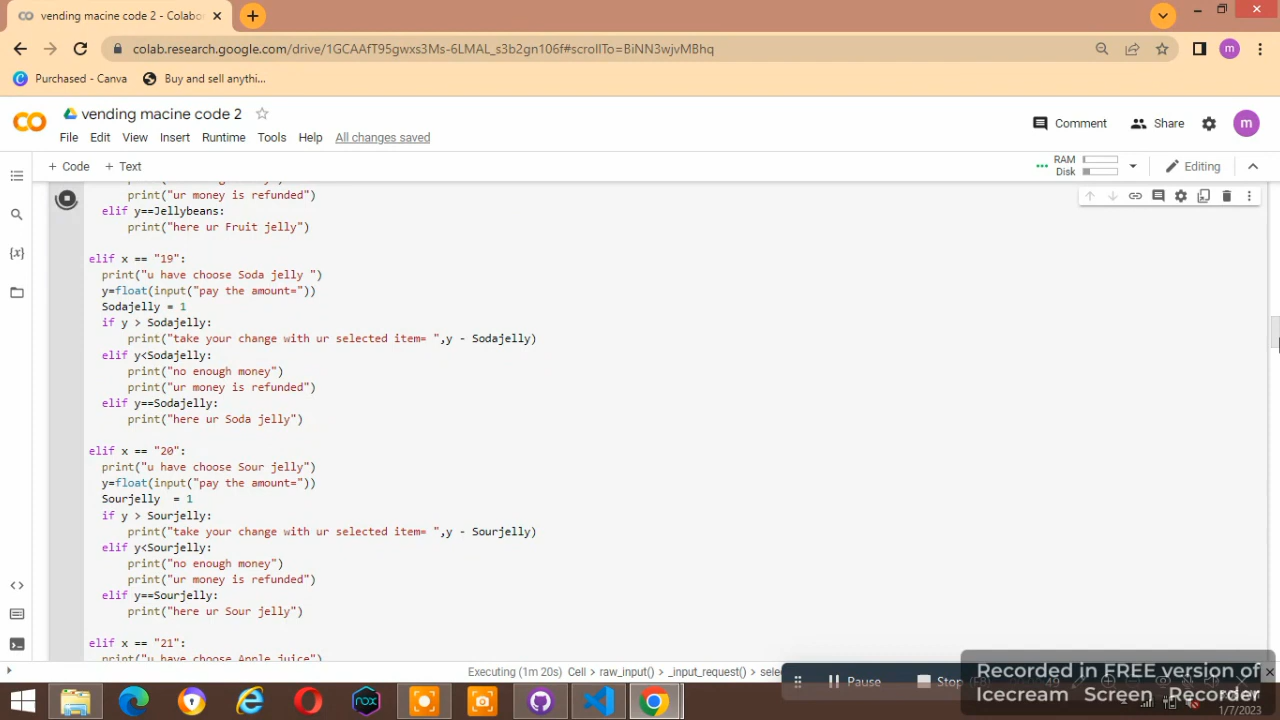 vending macine code 2 - Colabor
colab.research.google.com/drive/1GCAAfT95gwxs3Ms-6LMAL_s3b2gn106f#scrollTo=BiNN3wjvMBhq
m
Purchased - Canva
Buy and sell anythi...
vending macine code 2
File Edit View Insert Runtime Tools Help All changes saved
Comment Share m
+ Code + Text
RAM
Disk
Editing
print("ur money is refunded")
elif y==Jellybeans:
print("here ur Fruit jelly")
elif x == "19":
print("u have choose Soda jelly ")
y=float(input("pay the amount="))
Sodajelly = 1
if y > Sodajelly:
print("take your change with ur selected item= ",y - Sodajelly)
elif y<Sodajelly:
print("no enough money")
print("ur money is refunded")
elif y==Sodajelly:
print("here ur Soda jelly")
elif x == "20":
print("u have choose Sour jelly")
y=float(input("pay the amount="))
Sourjelly = 1
if y > Sourjelly:
print("take your change with ur selected item= ",y - Sourjelly)
elif y<Sourjelly:
print("no enough money")
print("ur money is refunded")
elif y==Sourjelly:
print("here ur Sour jelly")
elif x == "21":
print("u have choose Apple juice")
Executing (1m 20s) Cell > raw_input() > _input_request() > selec
Pause
Stop
Recorded in FREE version of
Icecream Screen Recorder
nox
1/7/2023